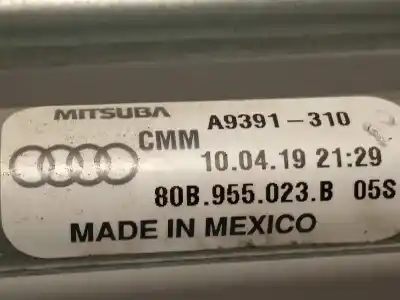 MITSUBA
A9391-310
CMM
10.04.19 21:29
80B.955.023.B 05S
MADE IN MEXICO